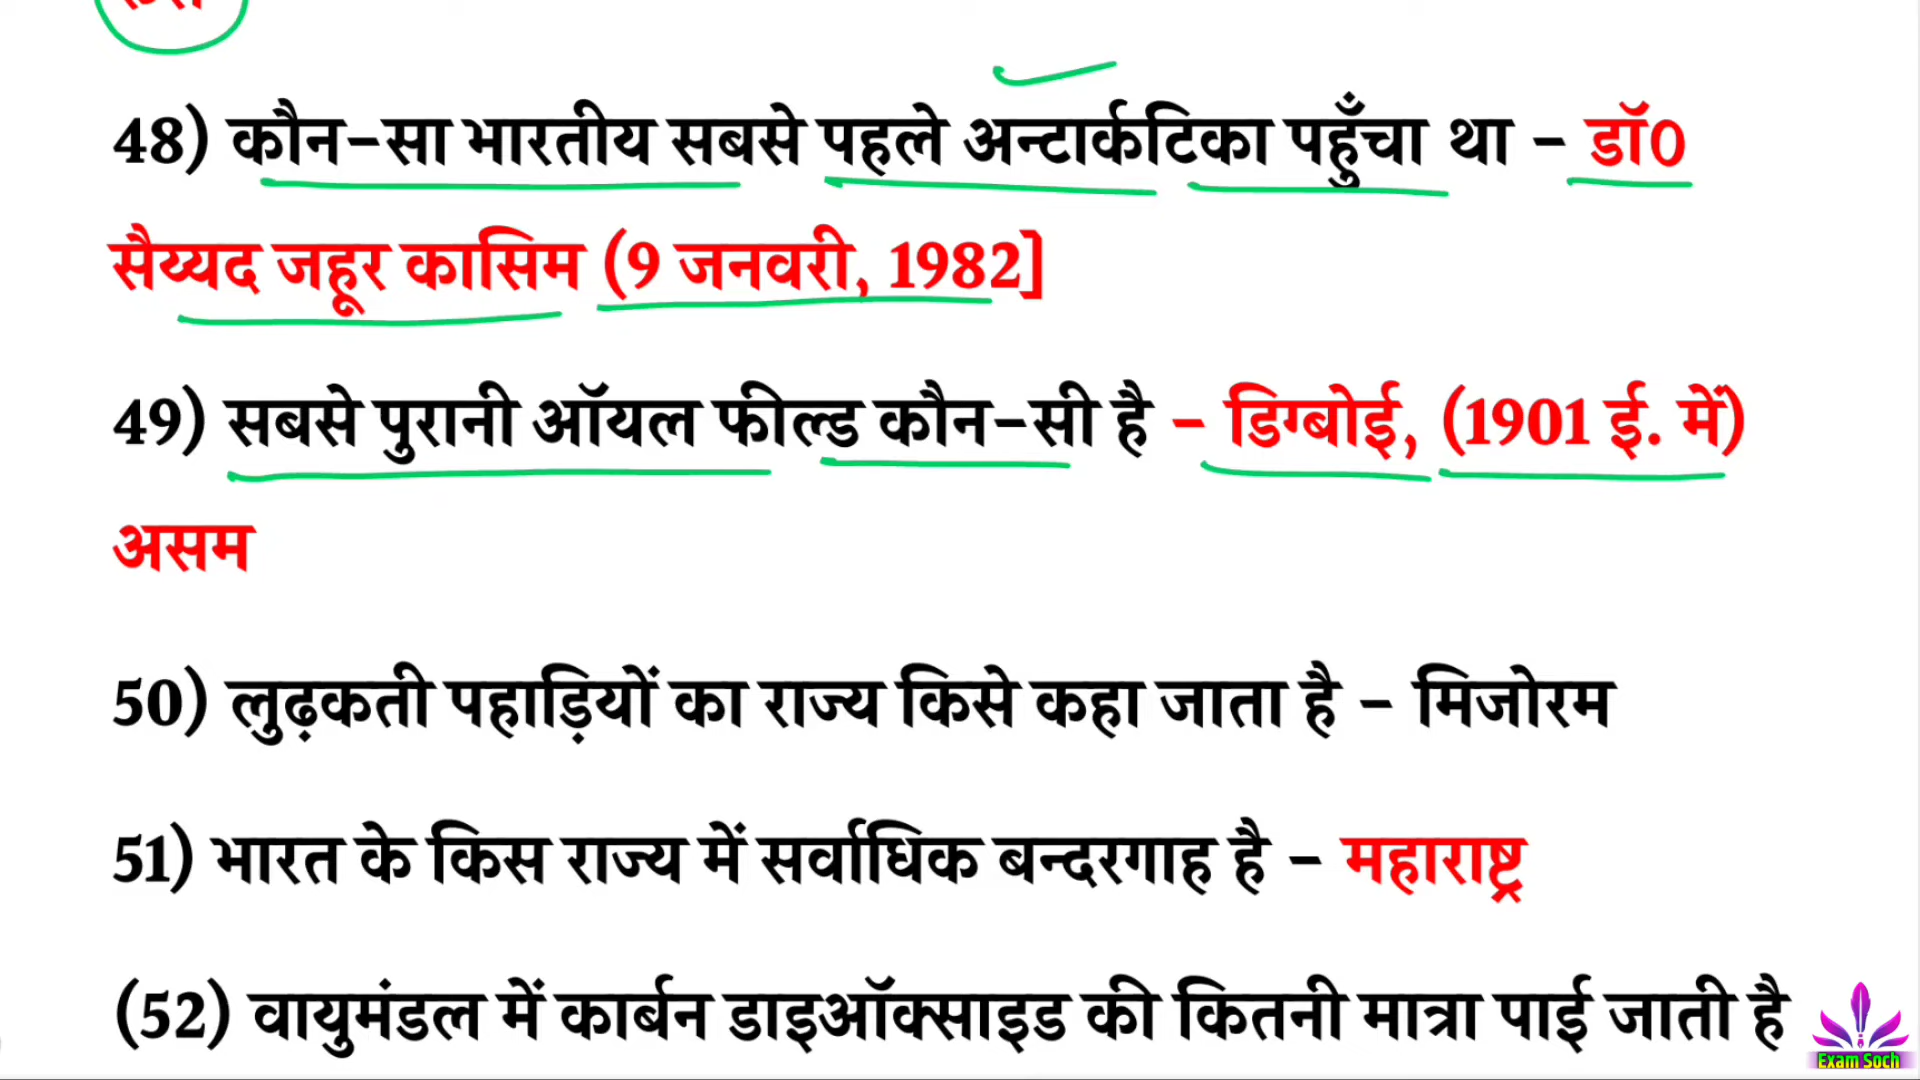 48) कौन-सा भारतीय सबसे पहले अन्टार्कटिका पहुँचा था - डॉ0
सैय्यद जहूर कासिम (9 जनवरी, 1982]
49) सबसे पुरानी ऑयल फील्ड कौन-सी है - डिग्बोई, (1901 ई. में)
असम
50) लुढ़कती पहाड़ियों का राज्य किसे कहा जाता है - मिजोरम
51) भारत के किस राज्य में सर्वाधिक बन्दरगाह है - महाराष्ट्र
(52) वायुमंडल में कार्बन डाइऑक्साइड की कितनी मात्रा पाई जाती है
Exam Soch